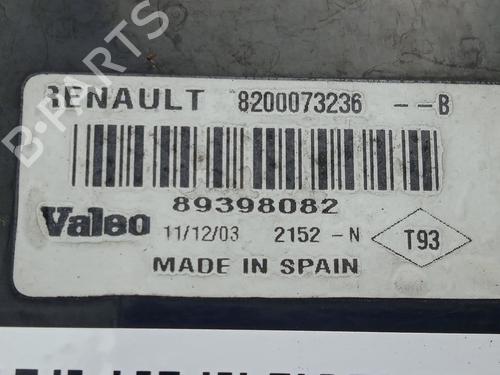 RENAULT 8200073236 --B
89398082
Valeo 11/12/03 2152-N T93
MADE IN SPAIN
B-PARTS